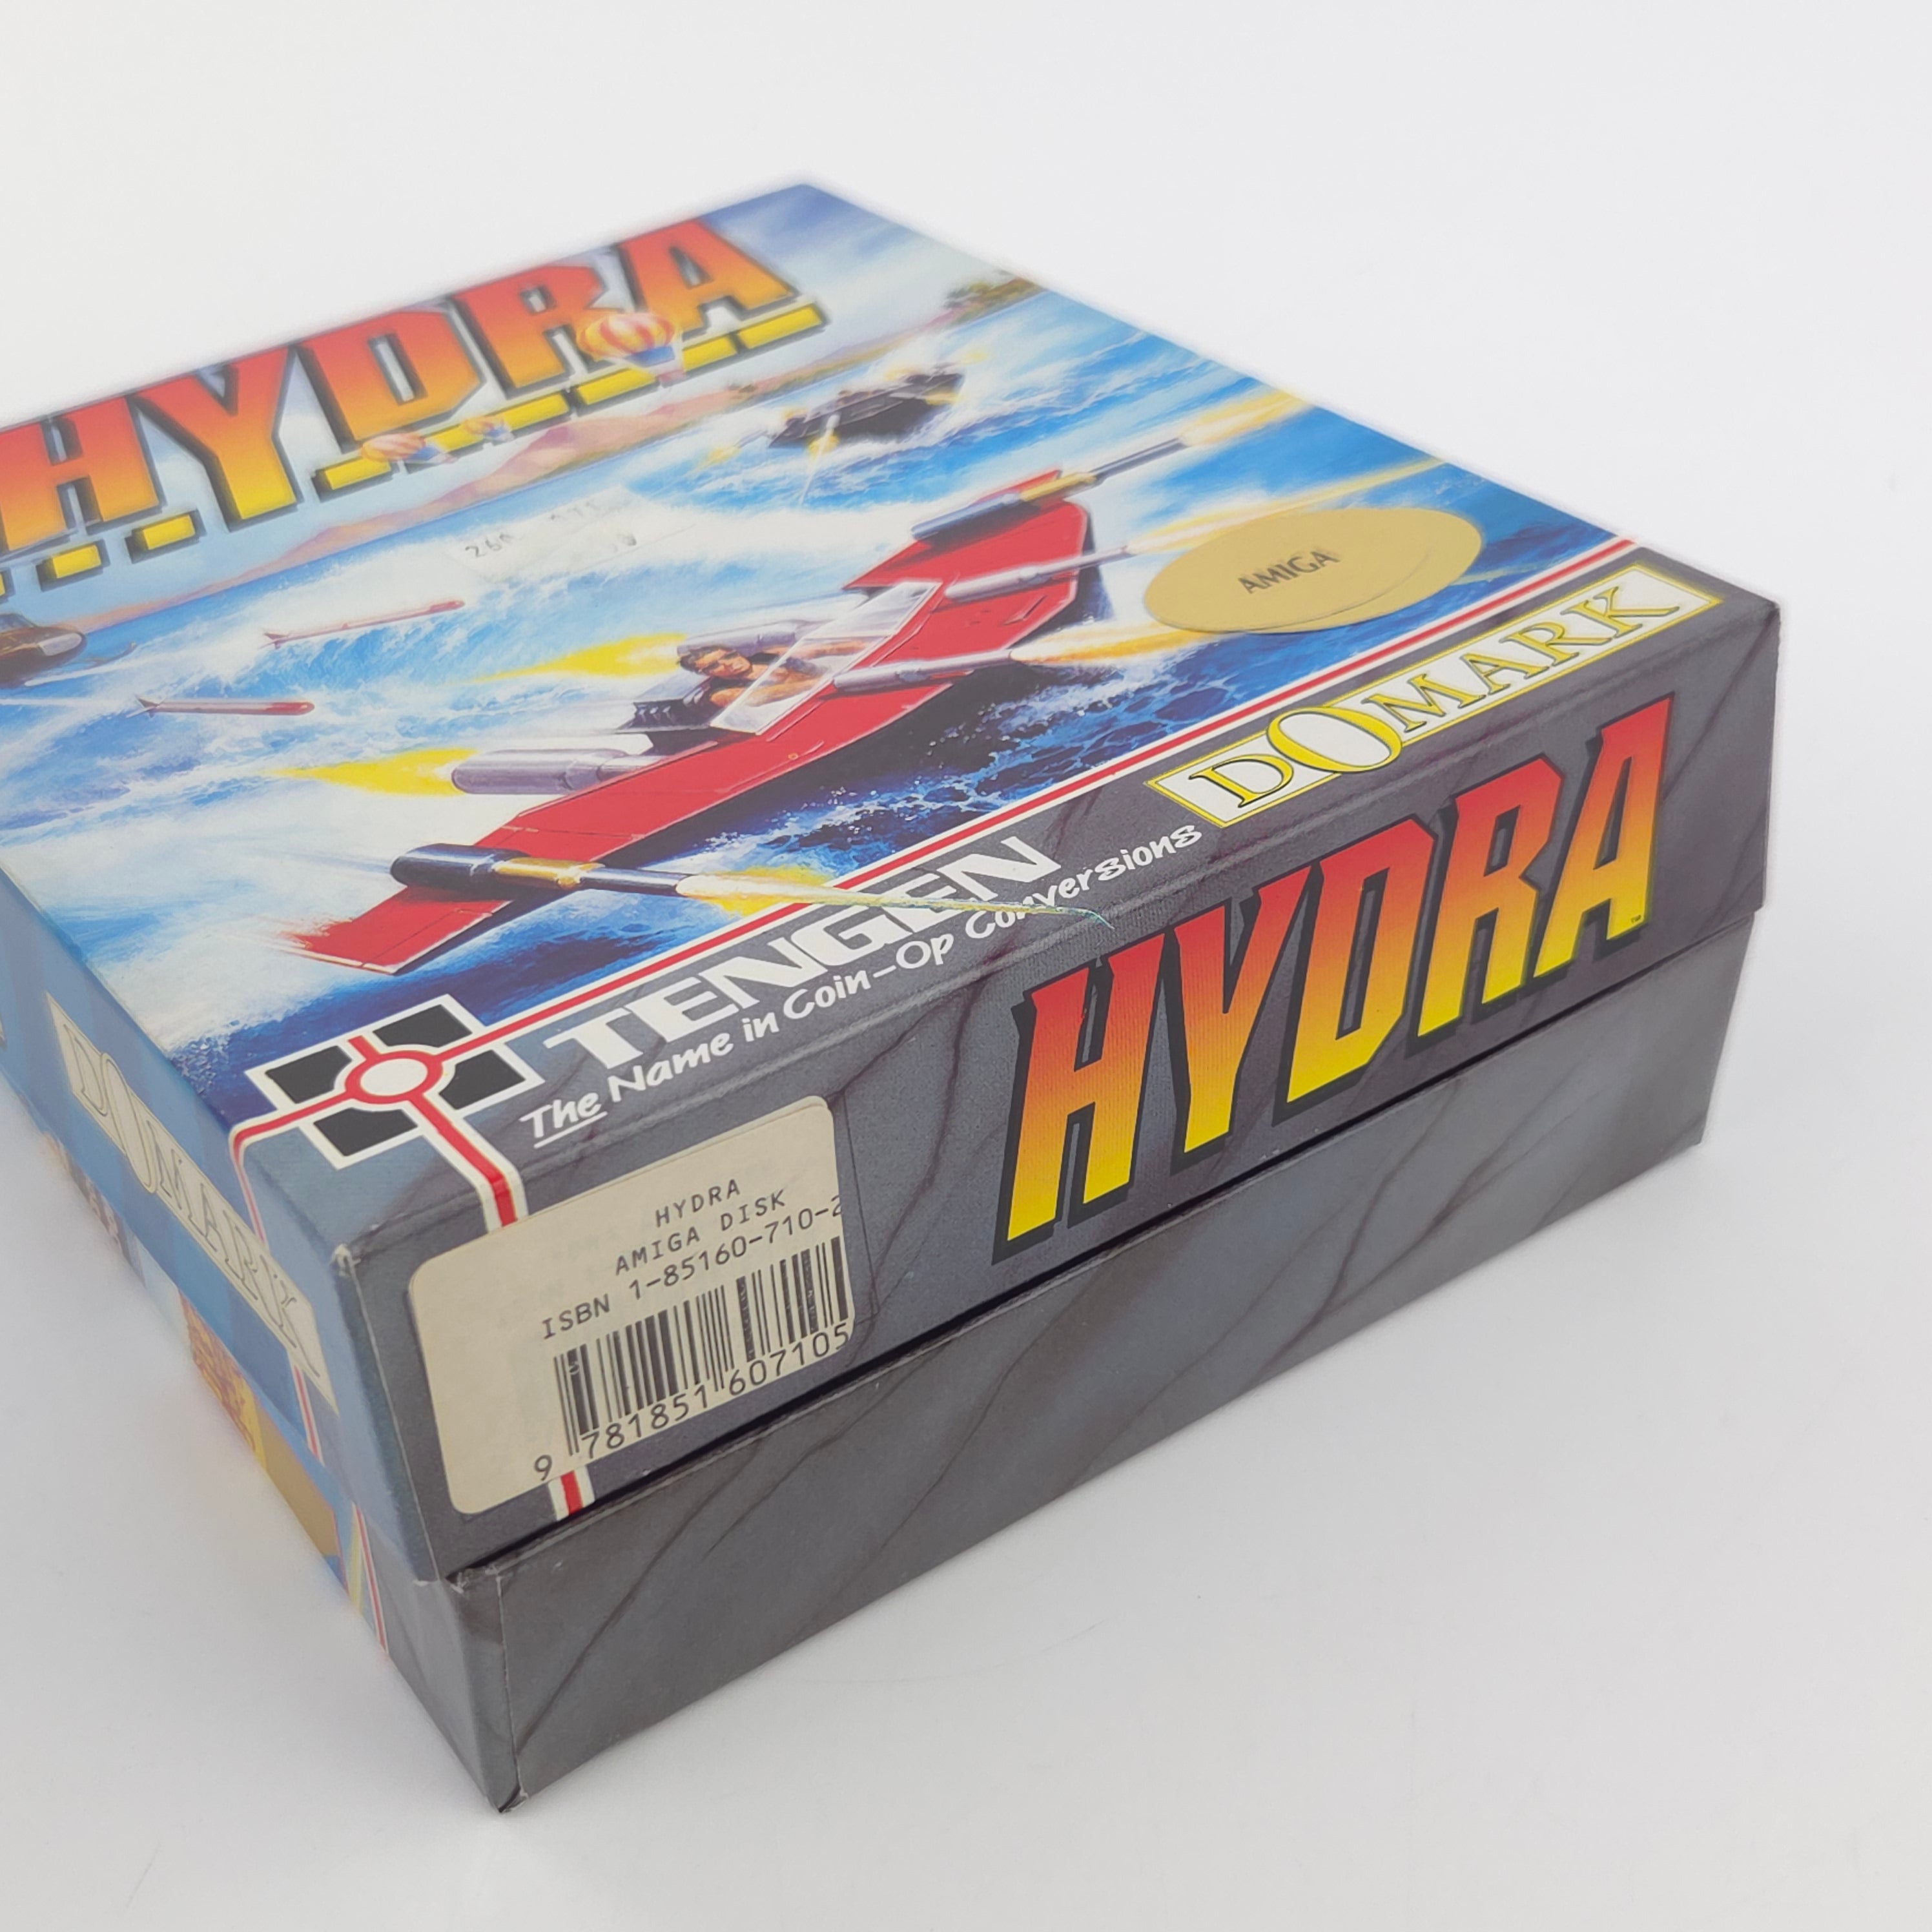 HYDRA
AMIGA
DOMARK
TENGEN
The Name in Coin-Op Conversions
HYDRA
TM
DOMARK
HYDRA
AMIGA DISK
ISBN 1-85160-710-2
9 781851 607105